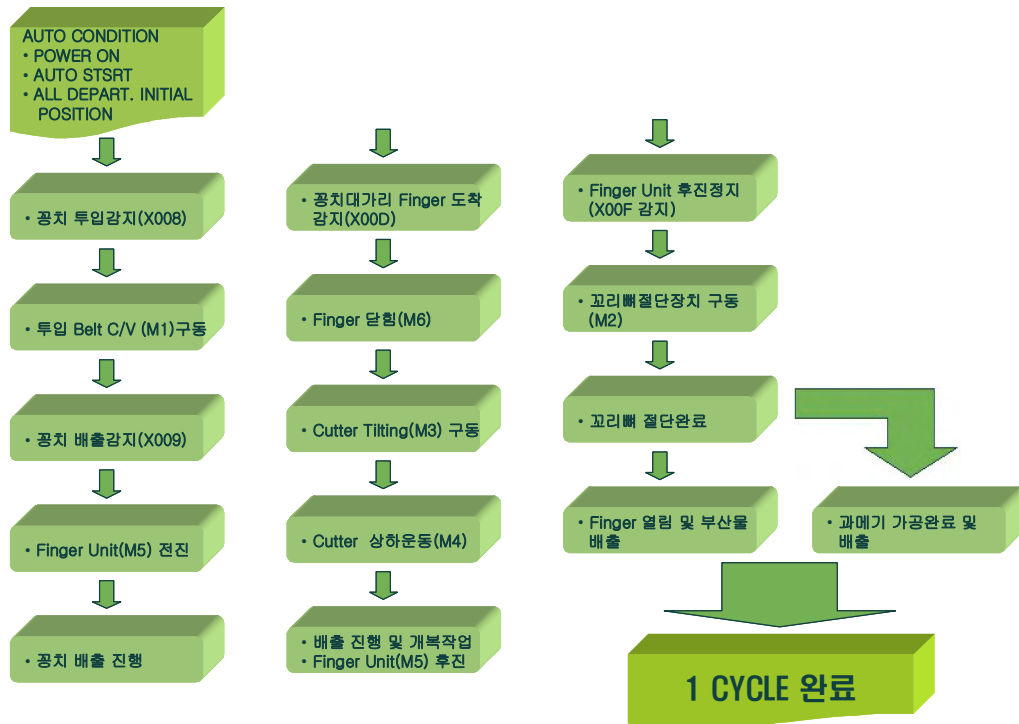 AUTO CONDITION
• POWER ON
• AUTO STSRT
• ALL DEPART. INITIAL
POSITION
• 꽁치 투입감지(X008)
• 투입 Belt C/V (M1)구동
• 꽁치 배출감지(X009)
• Finger Unit(M5) 전진
• 꽁치 배출 진행
• 꽁치대가리 Finger 도착
감지(X00D)
• Finger 닫힘(M6)
• Cutter Tilting(M3) 구동
• Cutter 상하운동(M4)
• 배출 진행 및 개복작업
• Finger Unit(M5) 후진
• Finger Unit 후진정지
(X00F 감지)
• 꼬리뼈절단장치 구동
(M2)
• 꼬리뼈 절단완료
• Finger 열림 및 부산물
배출
• 과메기 가공완료 및
배출
1 CYCLE 완료